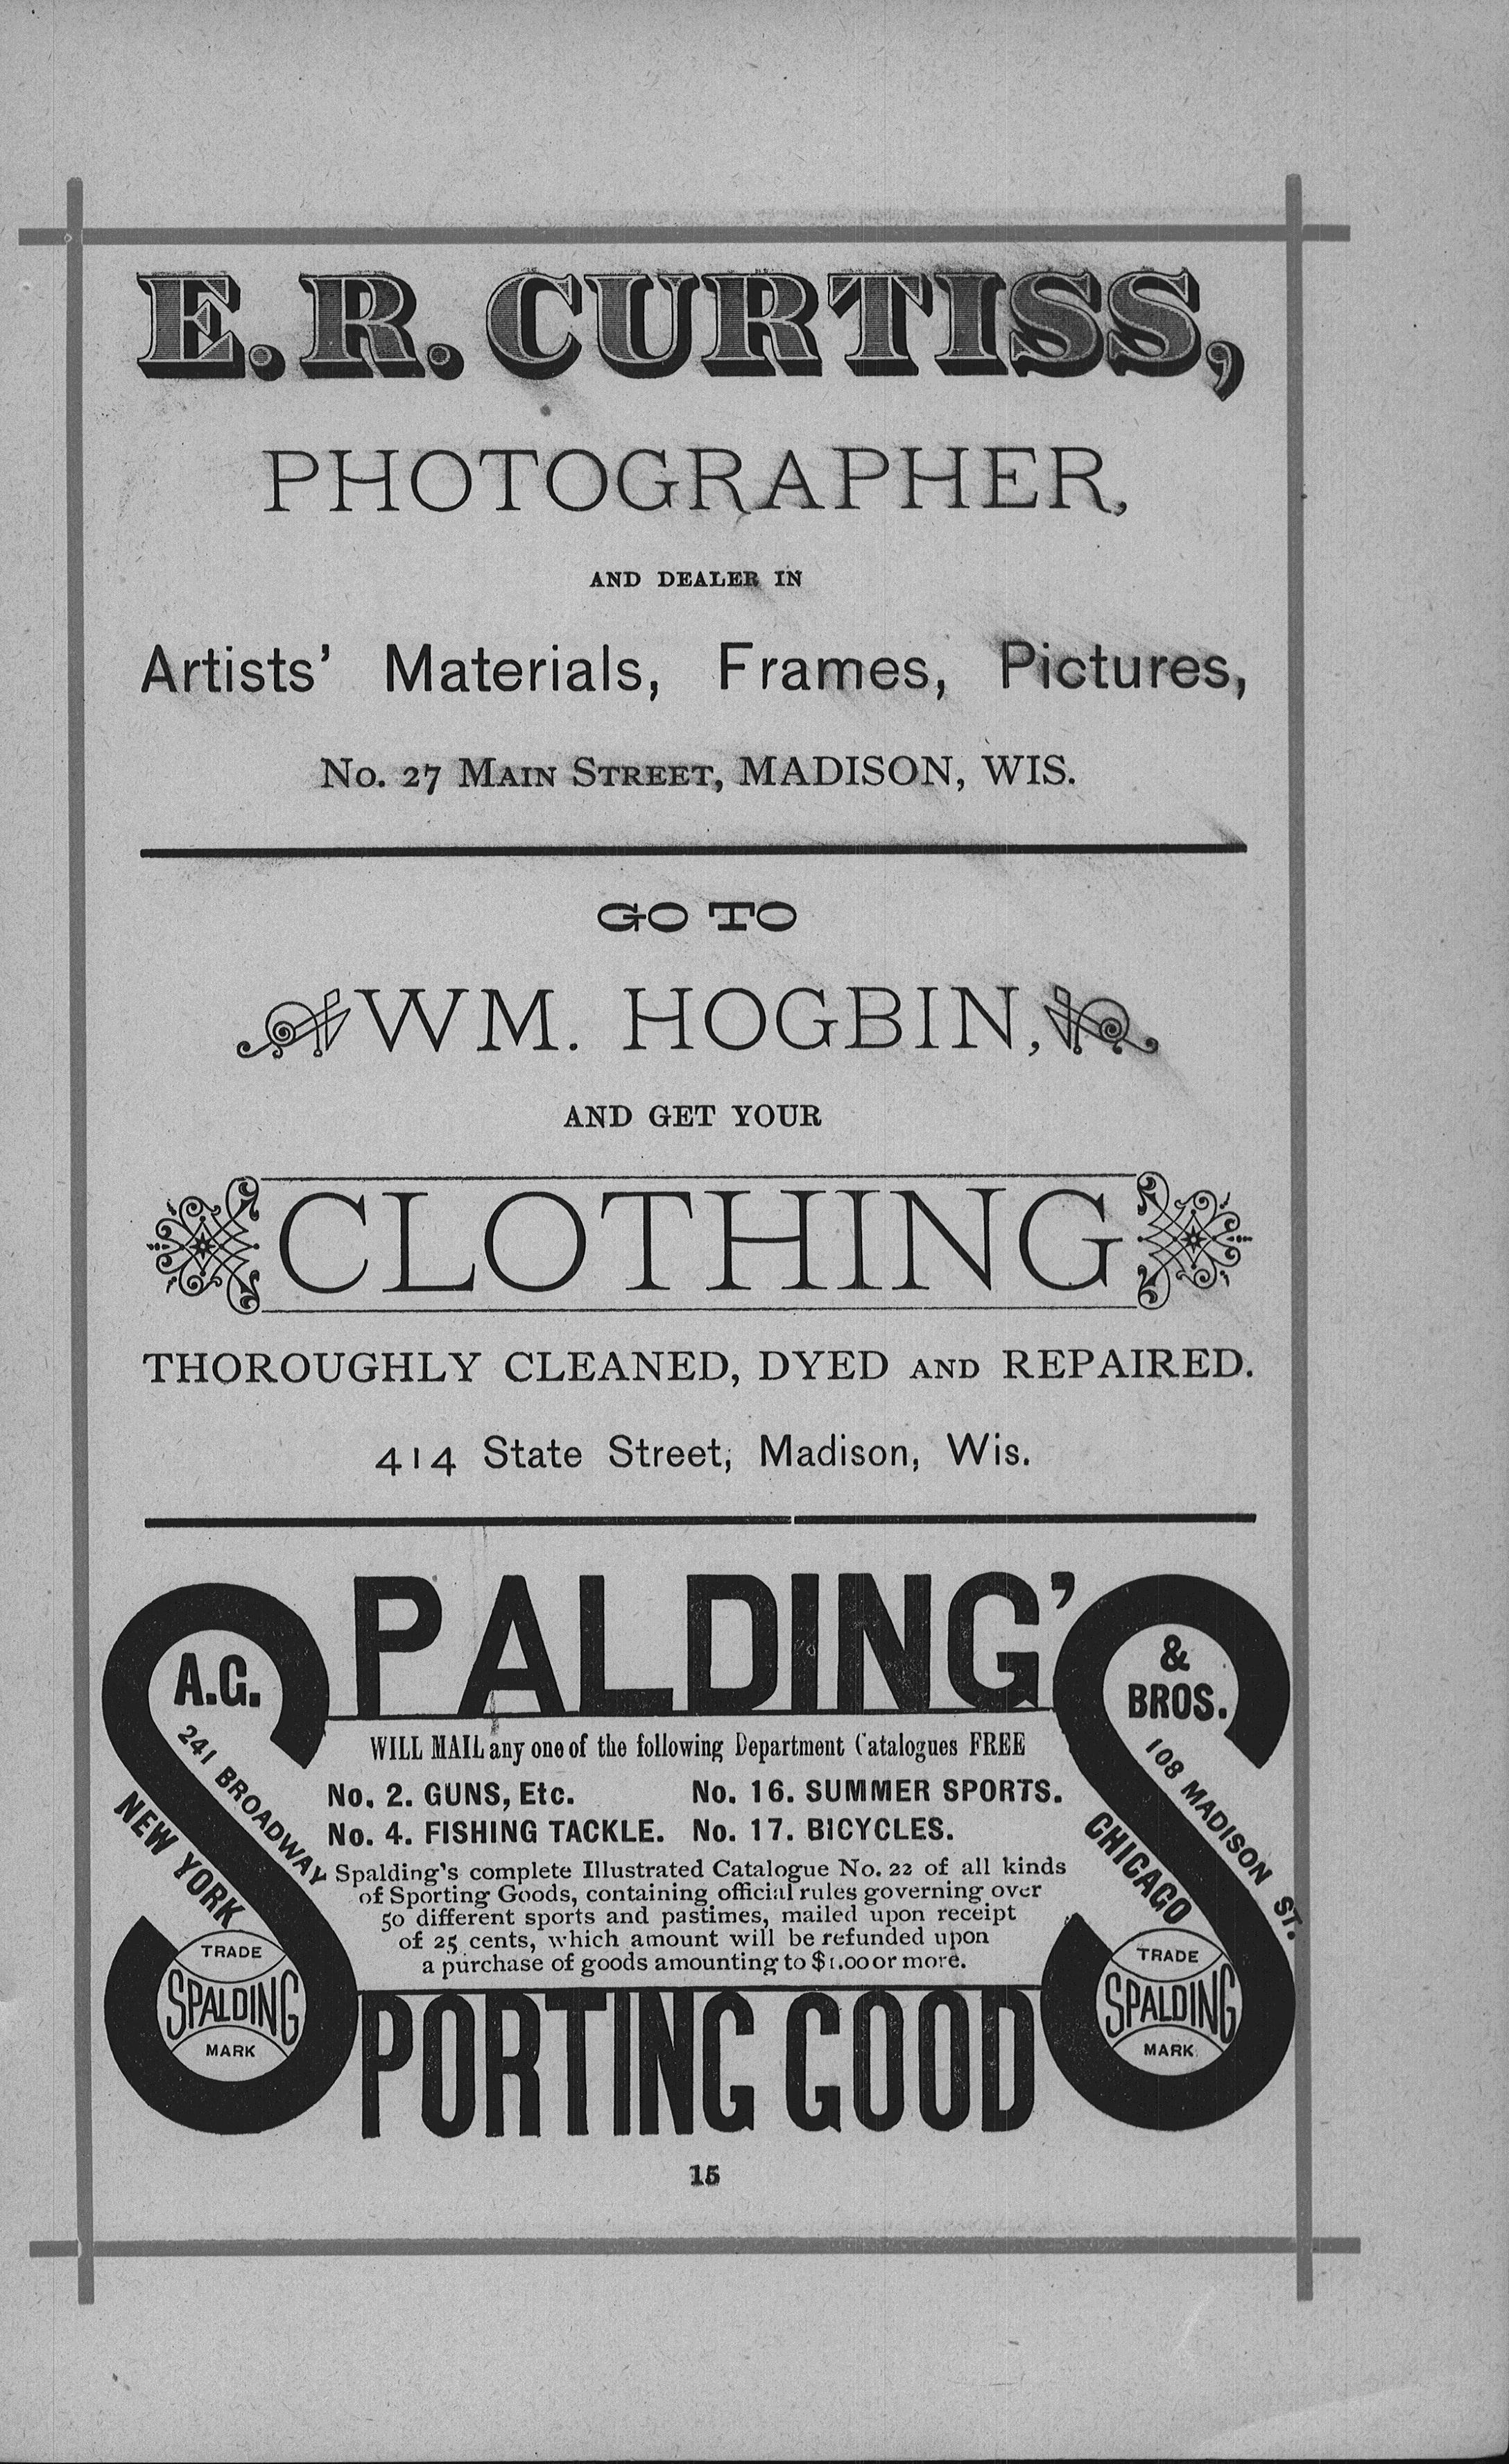 E. R. CURTISS,
PHOTOGRAPHER,
AND DEALER IN
Artists' Materials, Frames, Pictures,
No. 27 Main Street, MADISON, WIS.
GO TO
WM. HOGBIN,
AND GET YOUR
CLOTHING
THOROUGHLY CLEANED, DYED AND REPAIRED.
414 State Street, Madison, Wis.
SPALDING'S
A.G.
& BROS.
241 BROADWAY
NEW YORK
108 MADISON ST.
CHICAGO
WILL MAIL any one of the following Department Catalogues FREE
No. 2. GUNS, Etc. No. 16. SUMMER SPORTS.
No. 4. FISHING TACKLE. No. 17. BICYCLES.
Spalding's complete Illustrated Catalogue No. 22 of all kinds
of Sporting Goods, containing official rules governing over
50 different sports and pastimes, mailed upon receipt
of 25 cents, which amount will be refunded upon
a purchase of goods amounting to $1.00 or more.
TRADE
SPALDING
MARK
TRADE
SPALDING
MARK
SPORTING GOODS
15